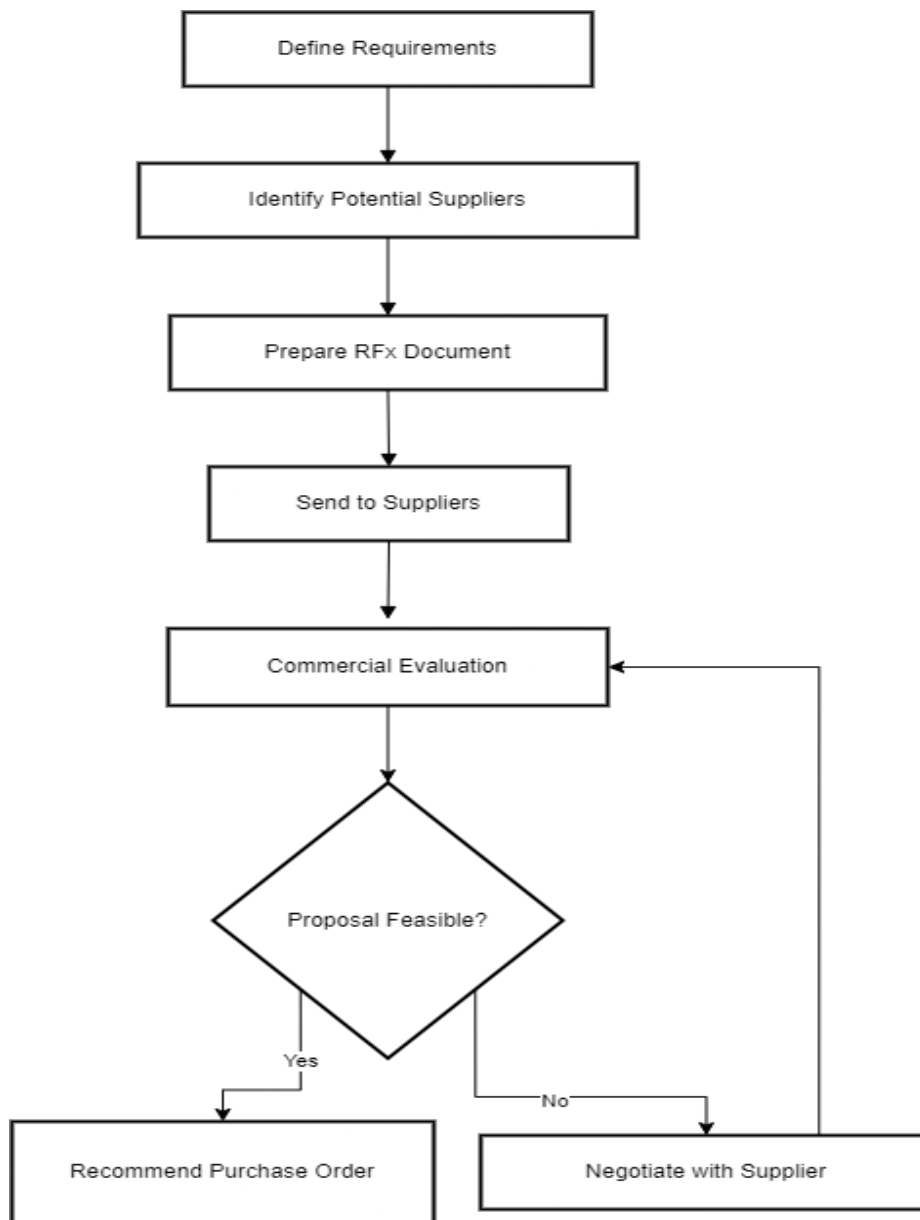 Define Requirements
Identify Potential Suppliers
Prepare RFx Document
Send to Suppliers
Commercial Evaluation
Proposal Feasible?
Yes
No
Recommend Purchase Order
Negotiate with Supplier